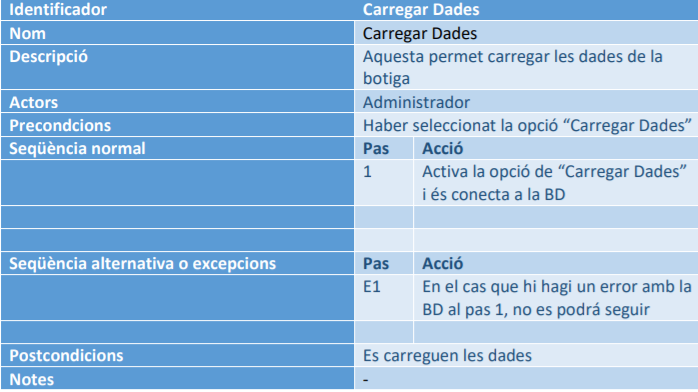 Identificador Carregar Dades
Nom Carregar Dades
Descripció Aquesta permet carregar les dades de la
botiga
Actors Administrador
Precondcions Haber seleccionat la opció “Carregar Dades”
Seqüència normal Pas Acció
1 Activa la opció de “Carregar Dades”
i és conecta a la BD
Seqüència alternativa o excepcions Pas Acció
E1 En el cas que hi hagi un error amb la
BD al pas 1, no es podrá seguir
Postcondicions Es carreguen les dades
Notes -